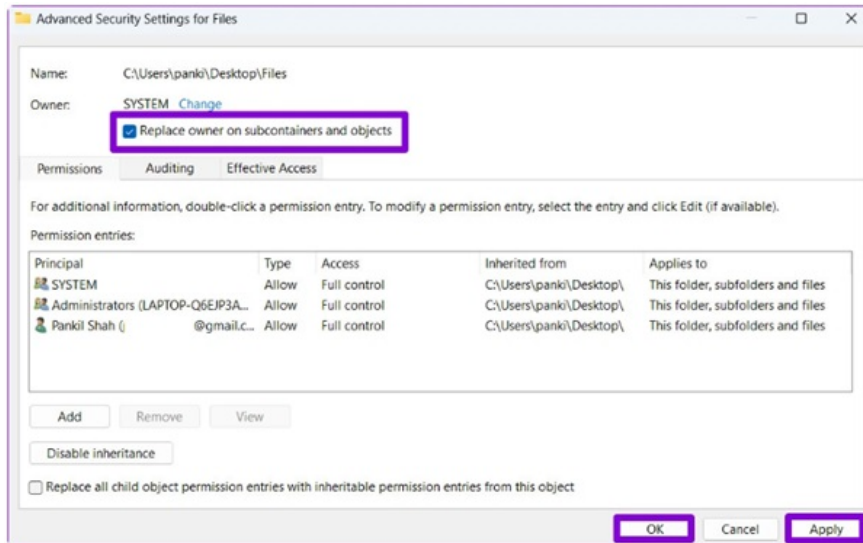 Advanced Security Settings for Files
Name: C:\Users\panki\Desktop\Files
Owner: SYSTEM Change
Replace owner on subcontainers and objects
Permissions Auditing Effective Access
For additional information, double-click a permission entry. To modify a permission entry, select the entry and click Edit (if available).
Permission entries:
Principal Type Access Inherited from Applies to
SYSTEM Allow Full control C:\Users\panki\Desktop\ This folder, subfolders and files
Administrators (LAPTOP-Q6EJP3A... Allow Full control C:\Users\panki\Desktop\ This folder, subfolders and files
Pankil Shah ( @gmail.c... Allow Full control C:\Users\panki\Desktop\ This folder, subfolders and files
Add Remove View
Disable inheritance
Replace all child object permission entries with inheritable permission entries from this object
OK Cancel Apply